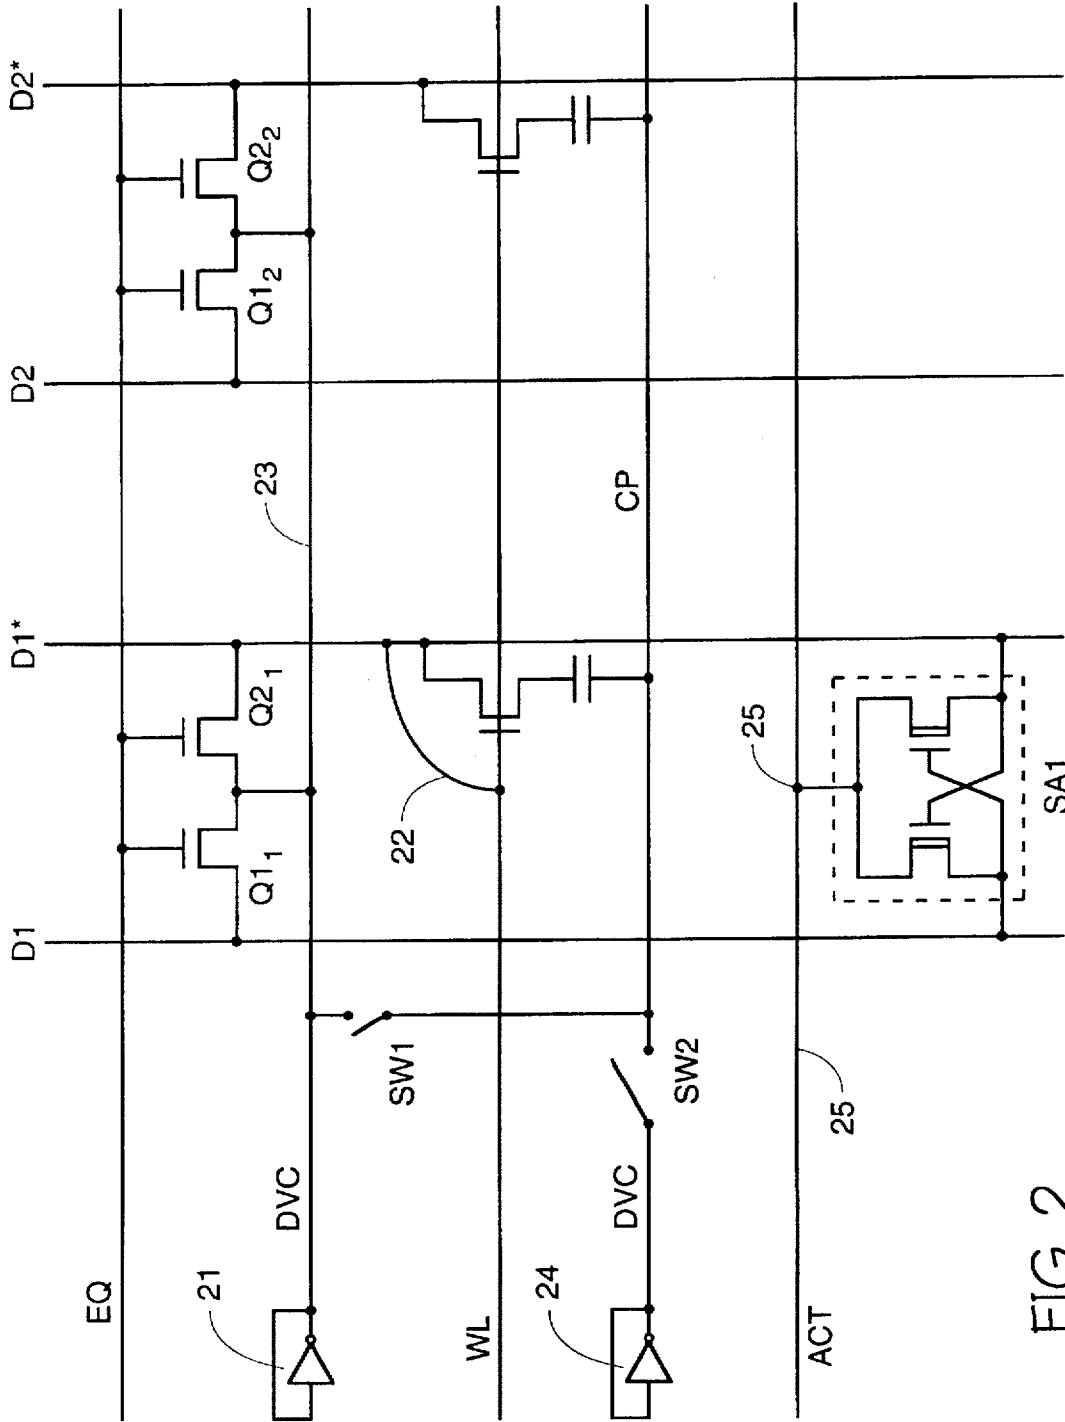 D1
D1*
D2
D2*
EQ
21
Q1₁
Q2₁
23
Q1₂
Q2₂
DVC
SW1
22
WL
24
DVC
CP
SW2
25
ACT
25
SA1
FIG 2